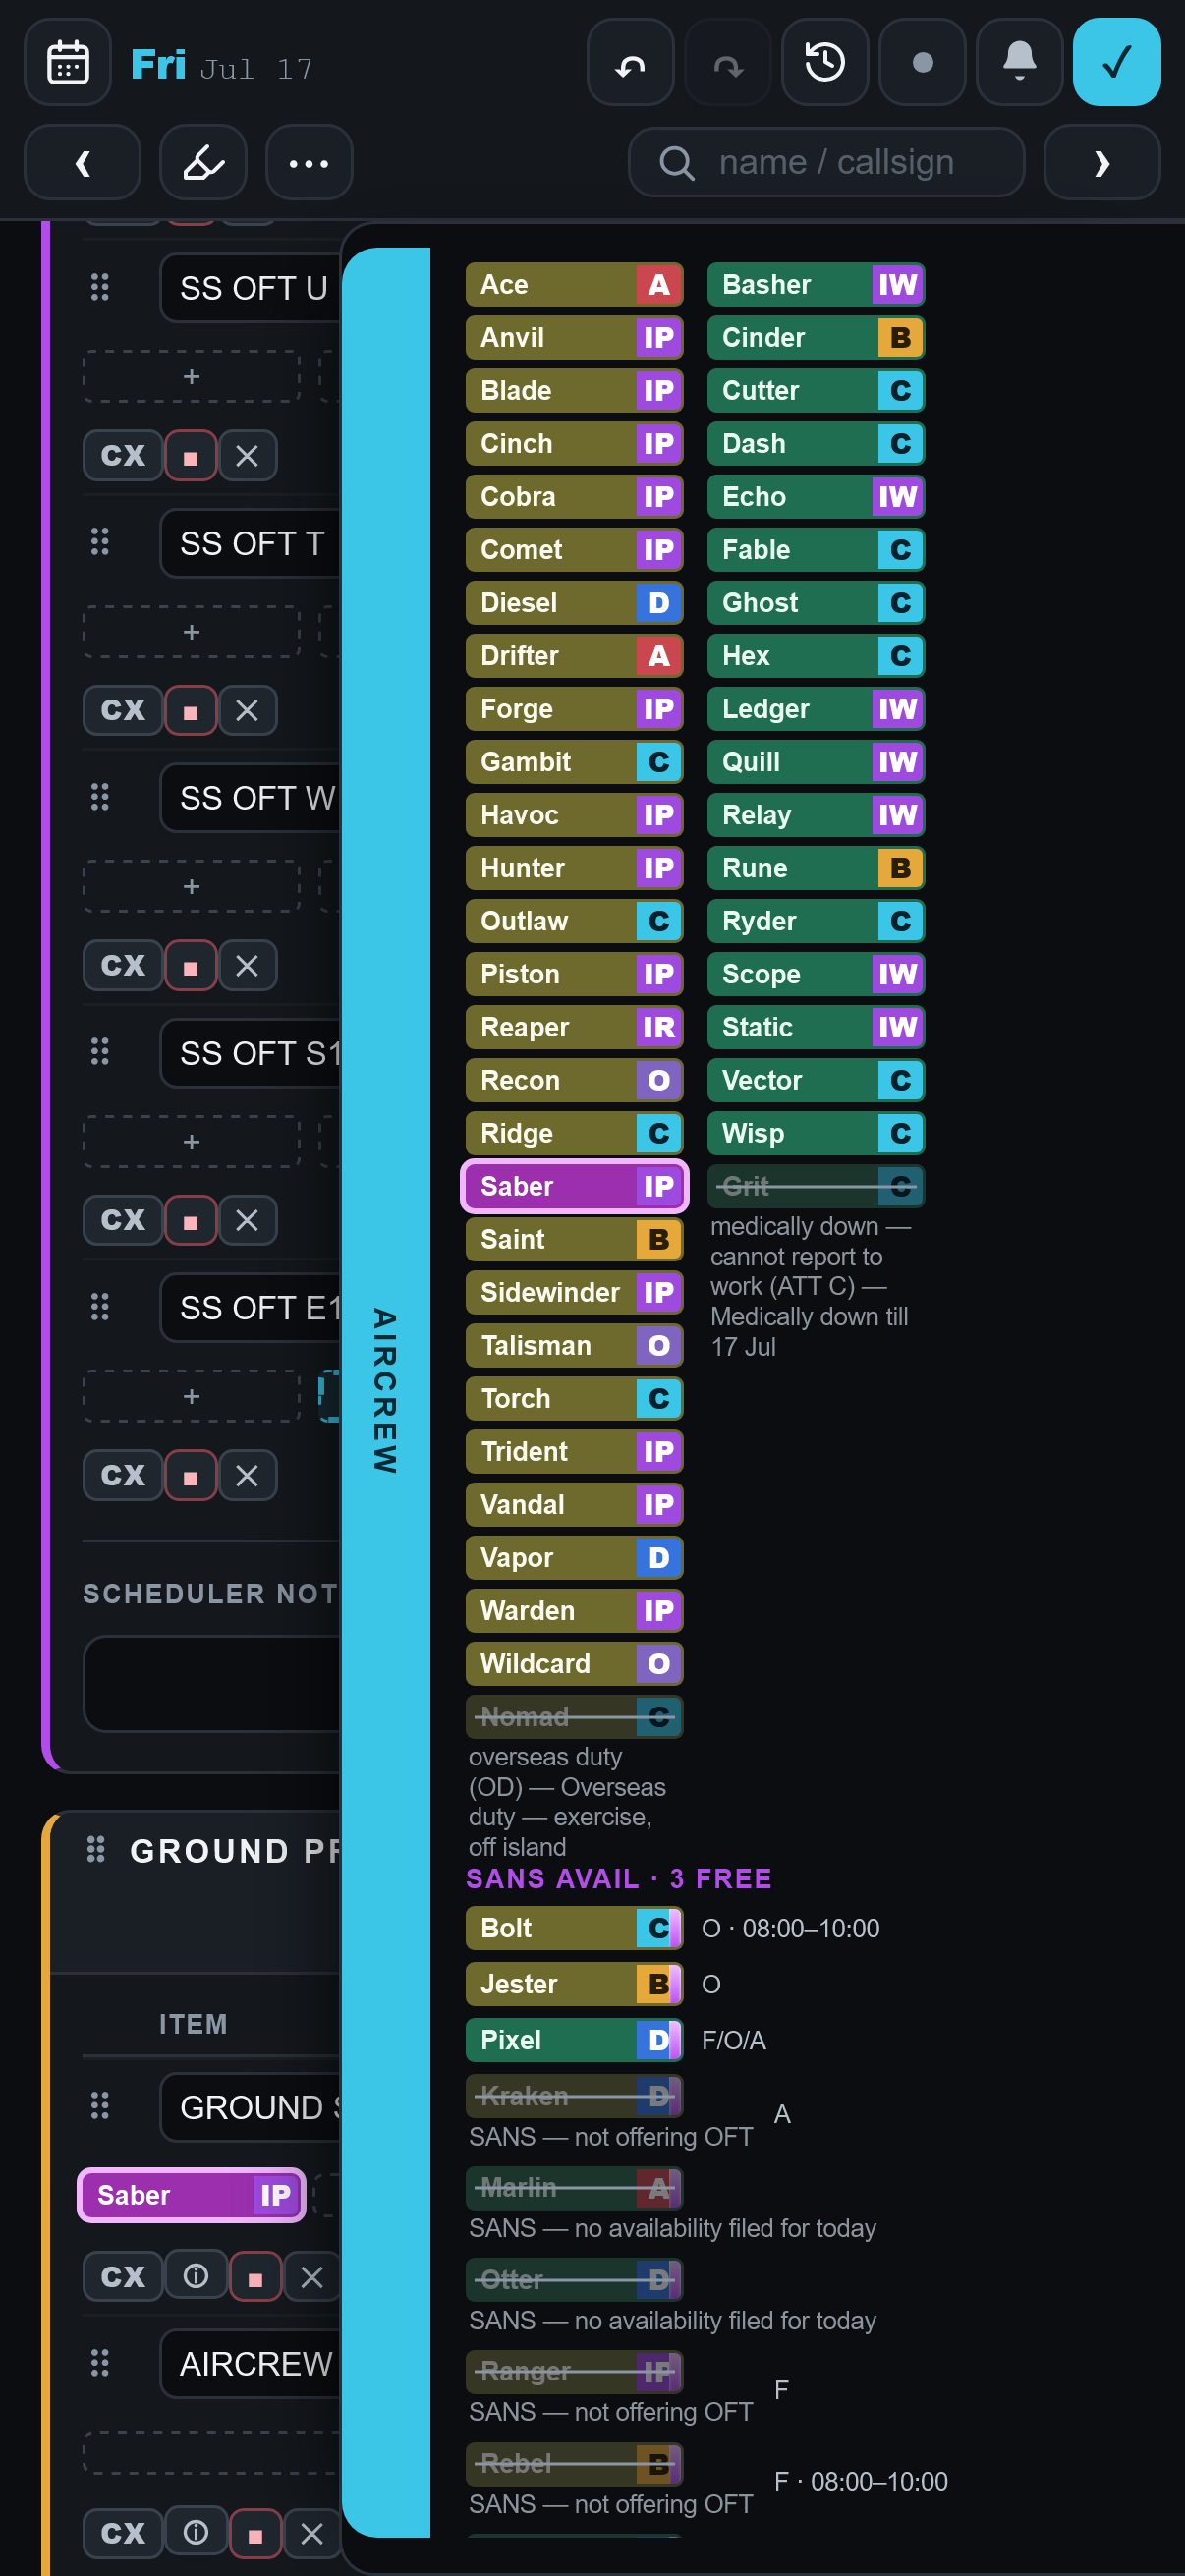 Fri Jul 17
name / callsign
SS OFT U
+
CX
SS OFT T
+
CX
SS OFT W
+
CX
SS OFT S1
+
CX
SS OFT E1
+
CX
SCHEDULER NOT
GROUND PR
ITEM
GROUND S
Saber IP
CX
AIRCREW
CX
AIRCREW
Ace A
Anvil IP
Blade IP
Cinch IP
Cobra IP
Comet IP
Diesel D
Drifter A
Forge IP
Gambit C
Havoc IP
Hunter IP
Outlaw C
Piston IP
Reaper IR
Recon O
Ridge C
Saber IP
Saint B
Sidewinder IP
Talisman O
Torch C
Trident IP
Vandal IP
Vapor D
Warden IP
Wildcard O
Nomad C
overseas duty
(OD) — Overseas
duty — exercise,
off island
Basher IW
Cinder B
Cutter C
Dash C
Echo IW
Fable C
Ghost C
Hex C
Ledger IW
Quill IW
Relay IW
Rune B
Ryder C
Scope IW
Static IW
Vector C
Wisp C
Grit C
medically down —
cannot report to
work (ATT C) —
Medically down till
17 Jul
SANS AVAIL · 3 FREE
Bolt C O · 08:00–10:00
Jester B O
Pixel D F/O/A
Kraken D A
SANS — not offering OFT
Marlin A
SANS — no availability filed for today
Otter D
SANS — no availability filed for today
Ranger IP F
SANS — not offering OFT
Rebel B F · 08:00–10:00
SANS — not offering OFT